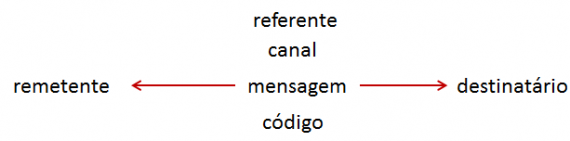 referente
canal
remetente mensagem destinatário
código